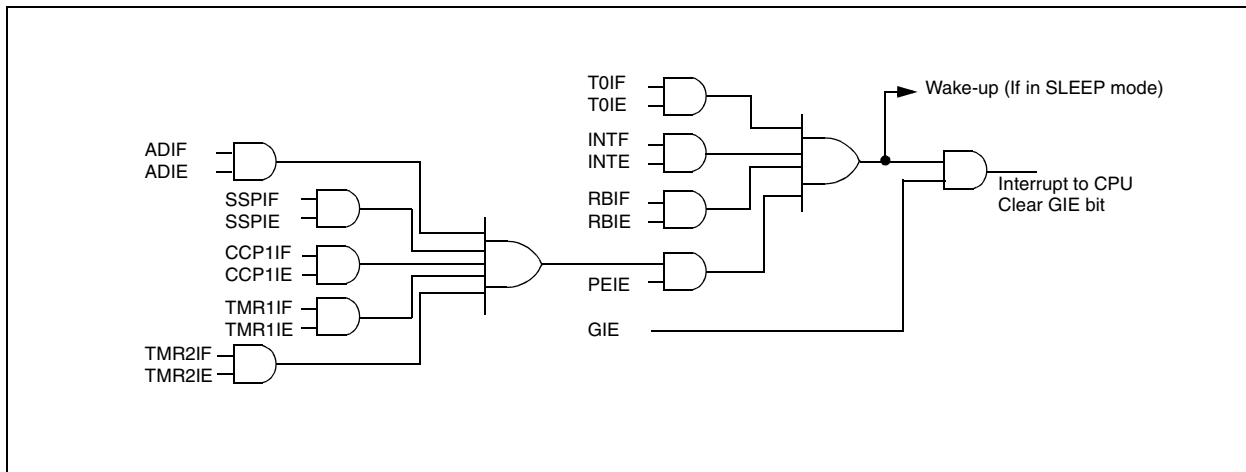 ADIF
ADIE
SSPIF
SSPIE
CCP1IF
CCP1IE
TMR1IF
TMR1IE
TMR2IF
TMR2IE
T0IF
T0IE
INTF
INTE
RBIF
RBIE
PEIE
GIE
Wake-up (If in SLEEP mode)
Interrupt to CPU
Clear GIE bit